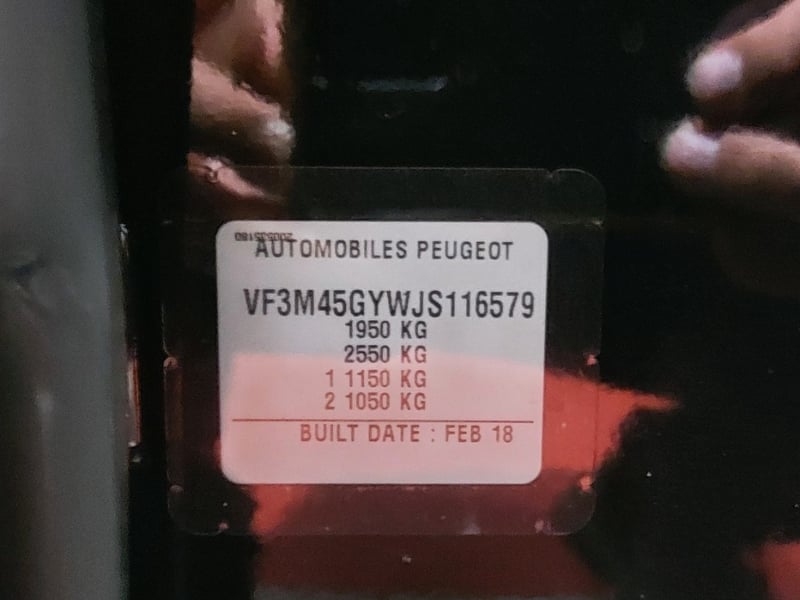 AUTOMOBILES PEUGEOT
VF3M45GYWJS116579
1950 KG
2550 KG
1 1150 KG
2 1050 KG
BUILT DATE : FEB 18